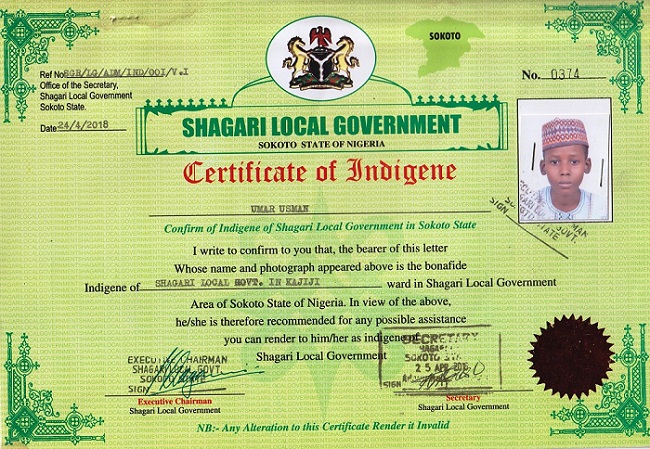 SOKOTO
Ref No SGR/LG/ADM/IND/OOI/V.I
Office of the Secretary,
Shagari Local Government
Sokoto State.
Date 24/4/2018
No. 0374
SHAGARI LOCAL GOVERNMENT
SOKOTO STATE OF NIGERIA
Certificate of Indigene
UMAR USMAN
Confirm of Indigene of Shagari Local Government in Sokoto State
I write to confirm to you that, the bearer of this letter
Whose name and photograph appeared above is the bonafide
Indigene of SHAGARI LOCAL GOVT. IN KAJIJI ward in Shagari Local Government
Area of Sokoto State of Nigeria. In view of the above,
he/she is therefore recommended for any possible assistance
you can render to him/her as indigene of
Shagari Local Government
EXECUTIVE CHAIRMAN
SHAGARI LOCAL GOVT.
SOKOTO STATE
SIGN
Executive Chairman
Shagari Local Government
SECRETARY
SOKOTO
25 APR
SIGN
Secretary
Shagari Local Government
NB:- Any Alteration to this Certificate Render it Invalid